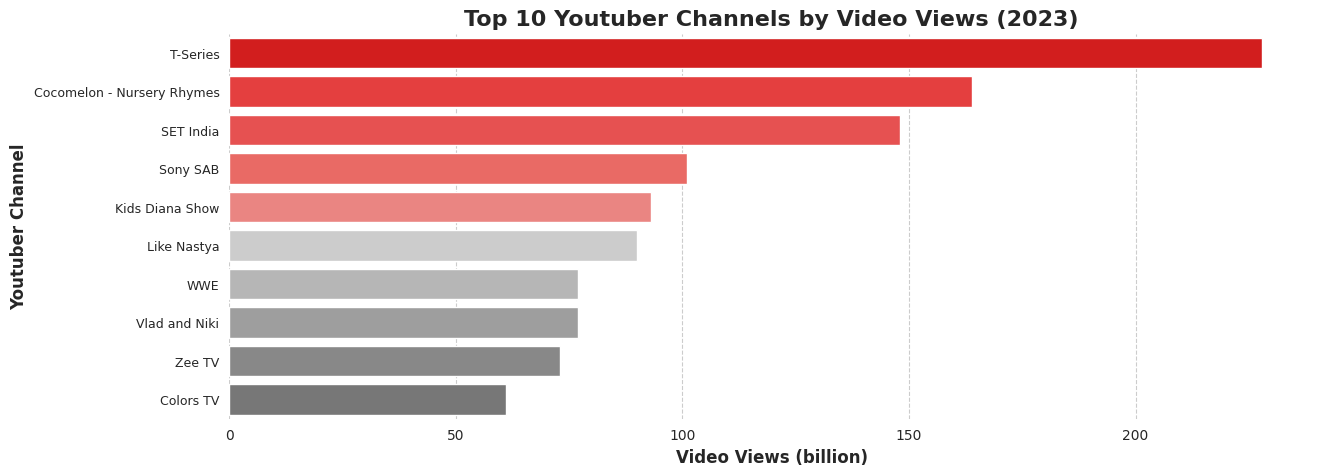 Top 10 Youtuber Channels by Video Views (2023)
Youtuber Channel
T-Series
Cocomelon - Nursery Rhymes
SET India
Sony SAB
Kids Diana Show
Like Nastya
WWE
Vlad and Niki
Zee TV
Colors TV
0 50 100 150 200
Video Views (billion)